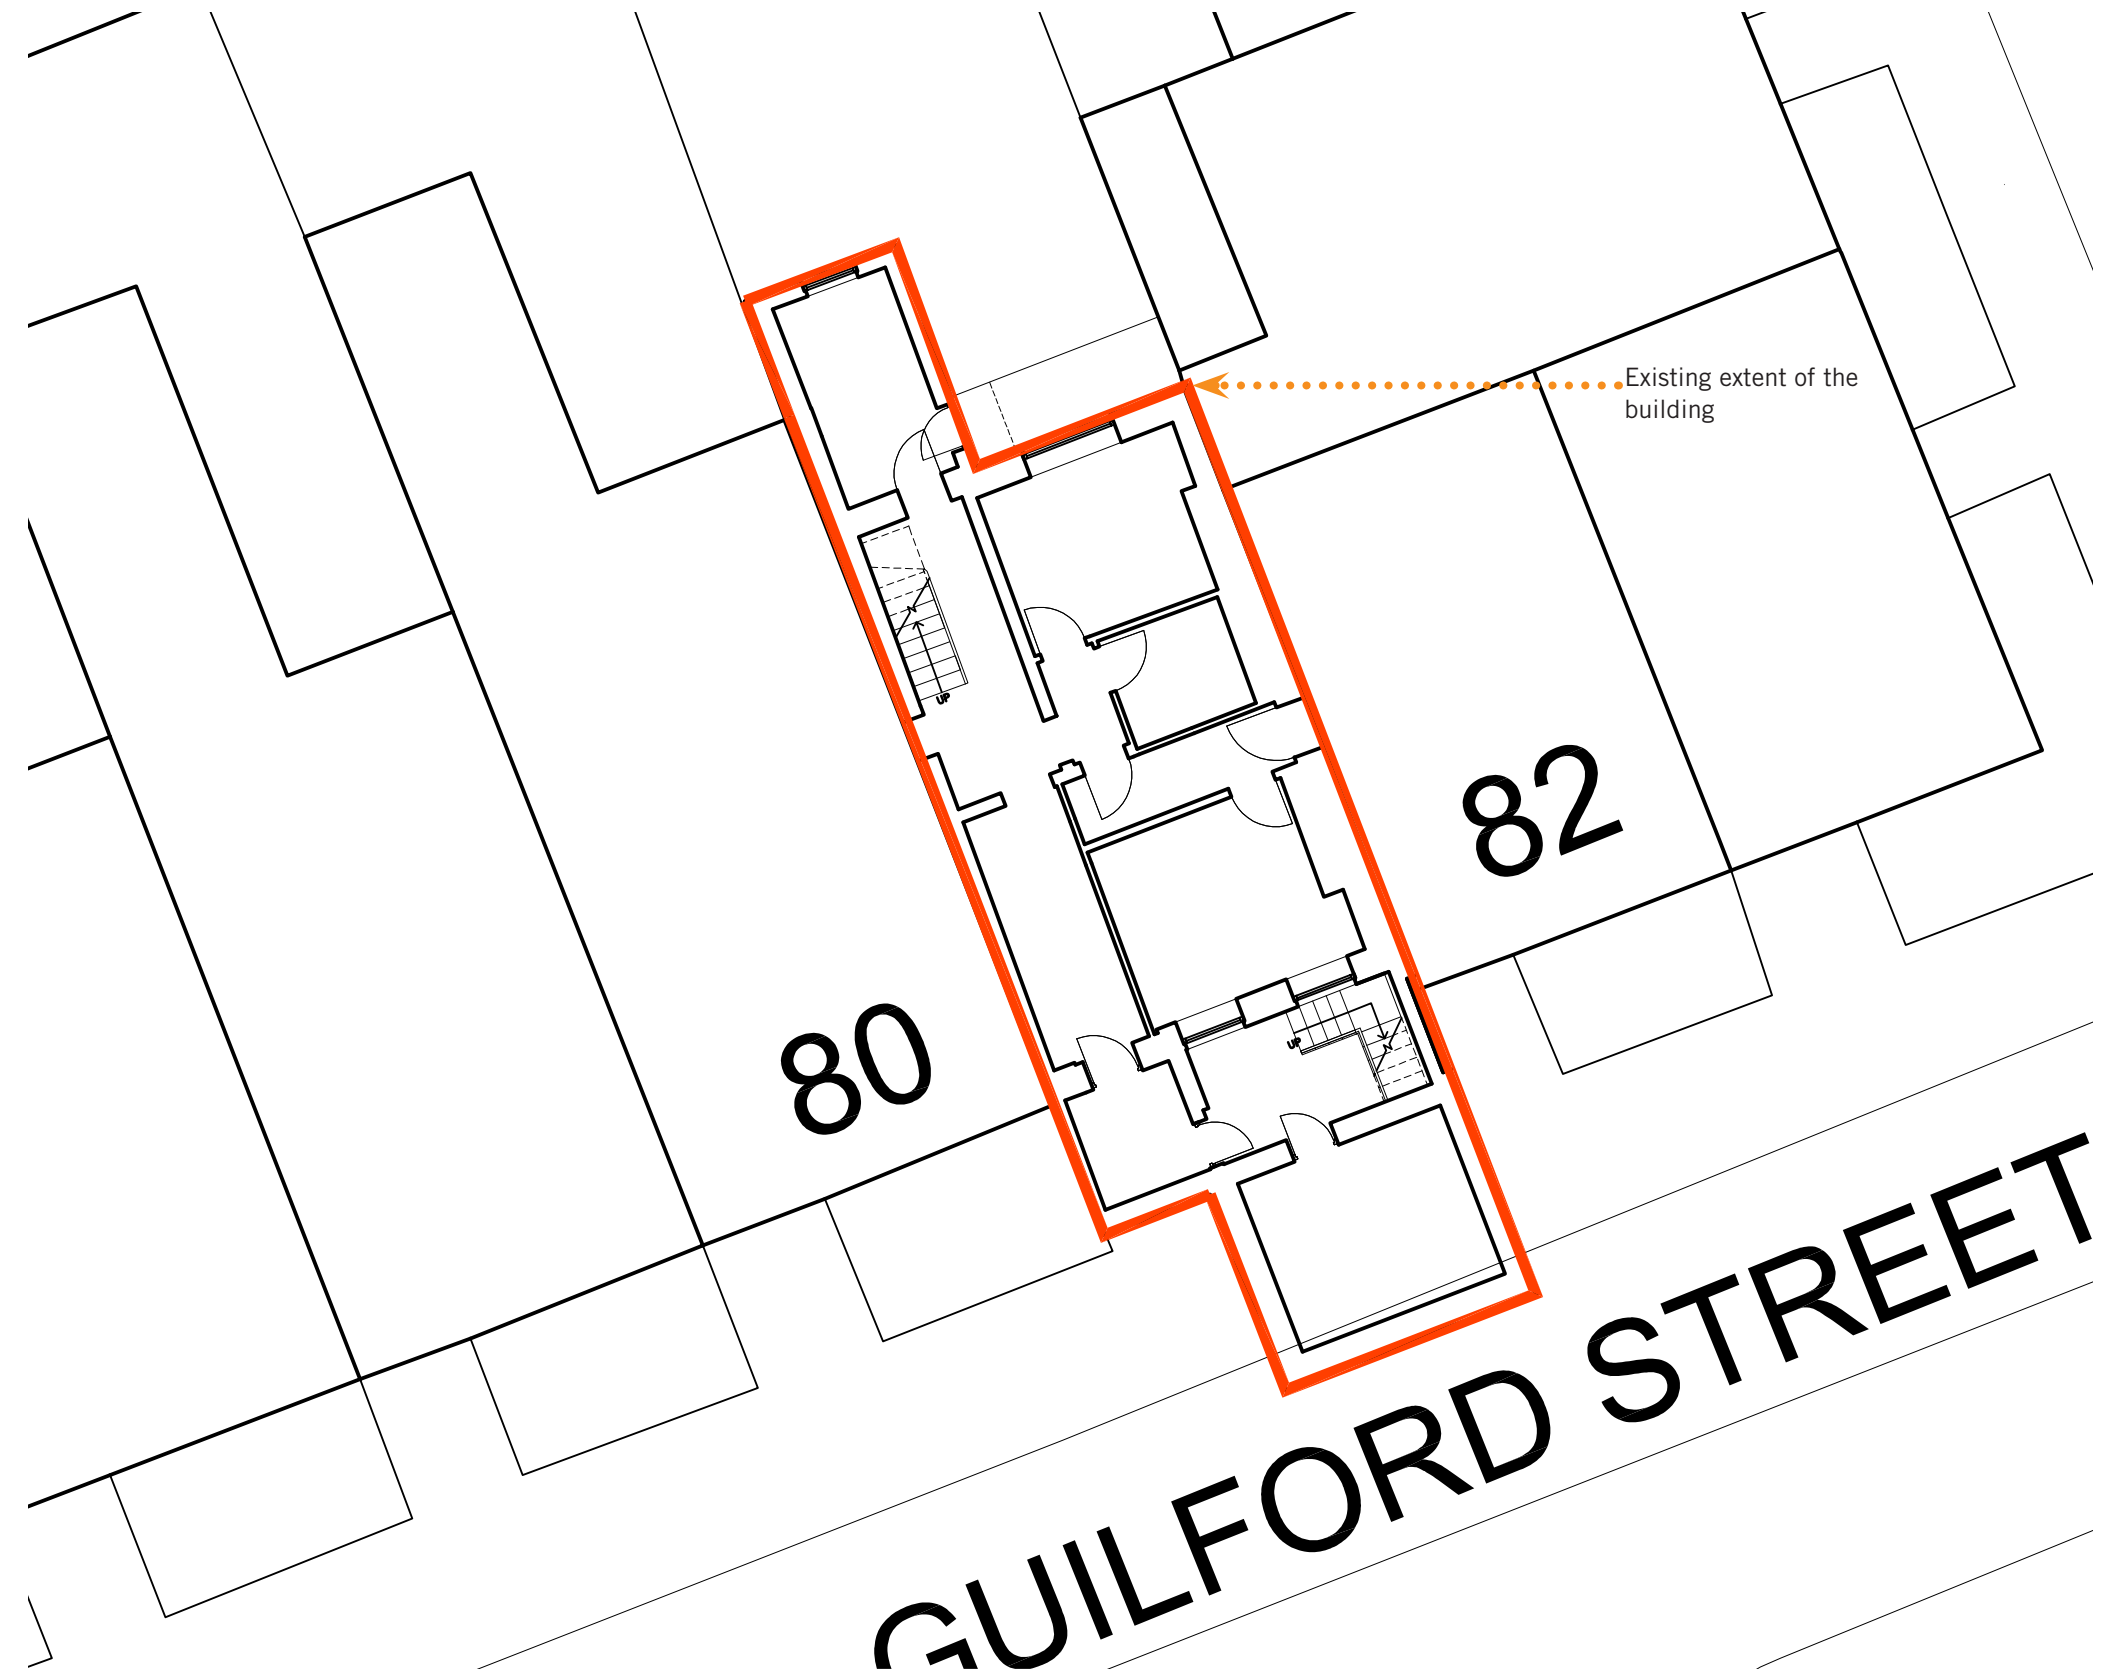 Existing extent of the
building
82
80
UP
UP
GUILFORD STREET